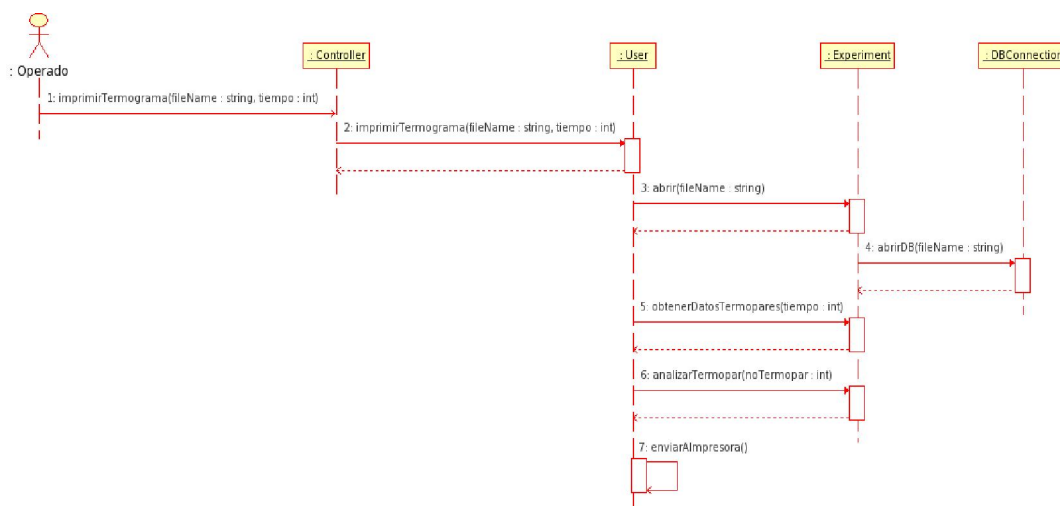 : Controller
: User
: Experiment
: DBConnection
: Operado
1: imprimirTermograma(fileName : string, tiempo : int)
2: imprimirTermograma(fileName : string, tiempo : int)
3: abrir(fileName : string)
4: abrirDB(fileName : string)
5: obtenerDatosTermopares(tiempo : int)
6: analizarTermopar(noTermopar : int)
7: enviarAImpresora()